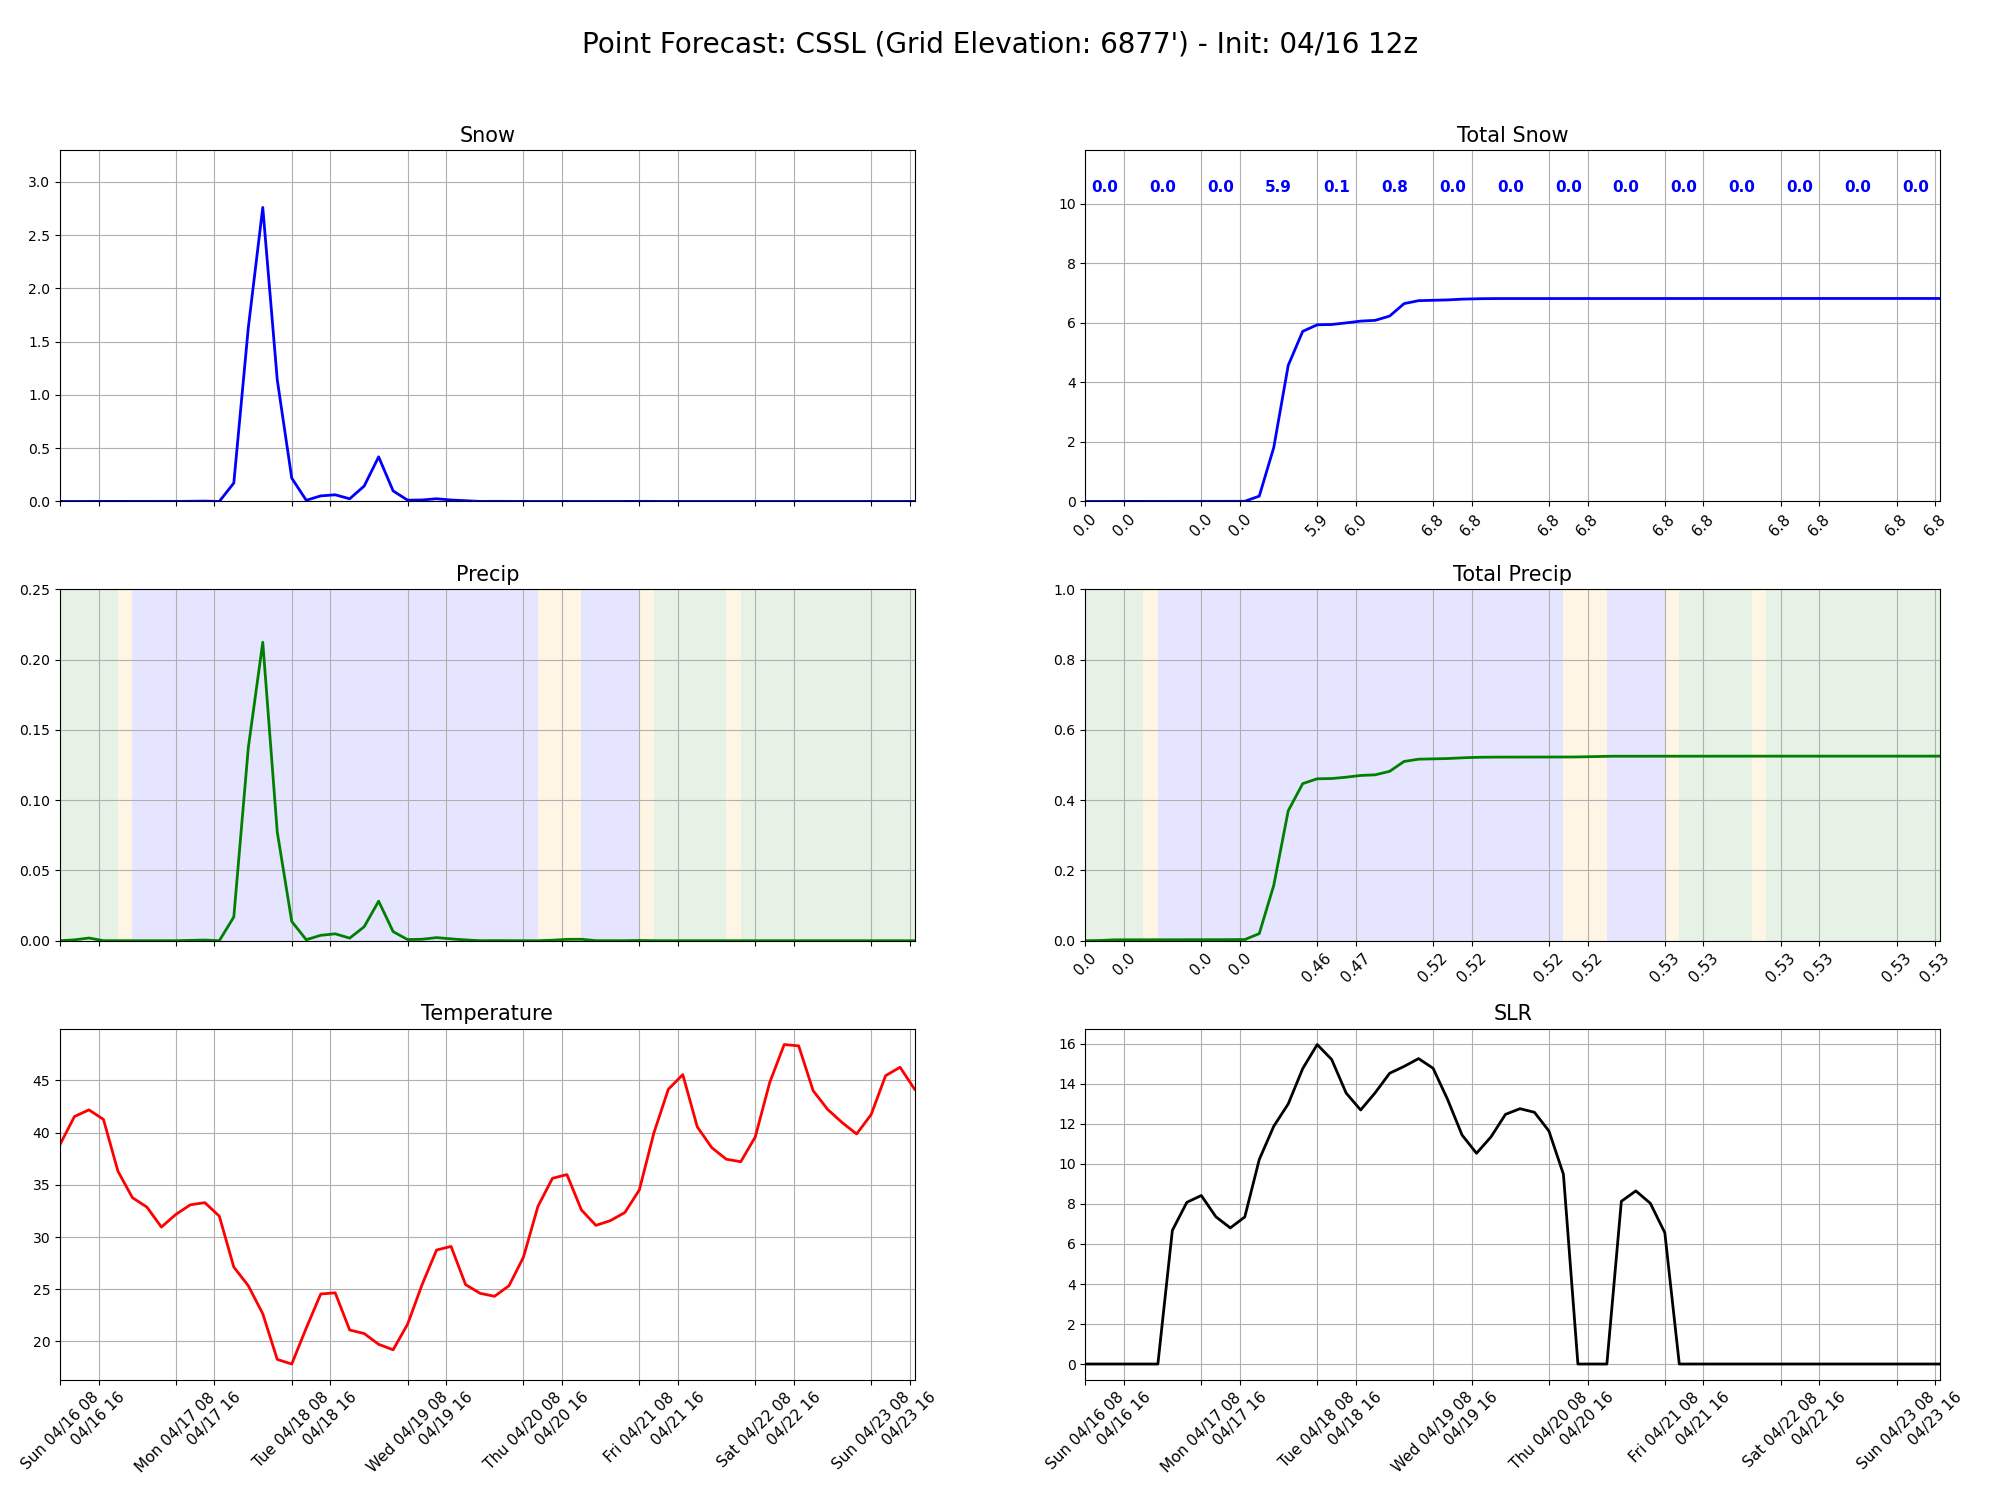 Point Forecast: CSSL (Grid Elevation: 6877') - Init: 04/16 12z
Snow
3.0
2.5
2.0
1.5
1.0
0.5
0.0
Total Snow
0.0 0.0 0.0 5.9 0.1 0.8 0.0 0.0 0.0 0.0 0.0 0.0 0.0 0.0 0.0
10
8
6
4
2
0
0.0 0.0 0.0 0.0 5.9 6.0 6.8 6.8 6.8 6.8 6.8 6.8 6.8 6.8 6.8 6.8
Precip
0.25
0.20
0.15
0.10
0.05
0.00
Total Precip
1.0
0.8
0.6
0.4
0.2
0.0
0.0 0.0 0.0 0.0 0.46 0.47 0.52 0.52 0.52 0.52 0.53 0.53 0.53 0.53 0.53 0.53
Temperature
45
40
35
30
25
20
Sun 04/16 08
04/16 16
Mon 04/17 08
04/17 16
Tue 04/18 08
04/18 16
Wed 04/19 08
04/19 16
Thu 04/20 08
04/20 16
Fri 04/21 08
04/21 16
Sat 04/22 08
04/22 16
Sun 04/23 08
04/23 16
SLR
16
14
12
10
8
6
4
2
0
Sun 04/16 08
04/16 16
Mon 04/17 08
04/17 16
Tue 04/18 08
04/18 16
Wed 04/19 08
04/19 16
Thu 04/20 08
04/20 16
Fri 04/21 08
04/21 16
Sat 04/22 08
04/22 16
Sun 04/23 08
04/23 16